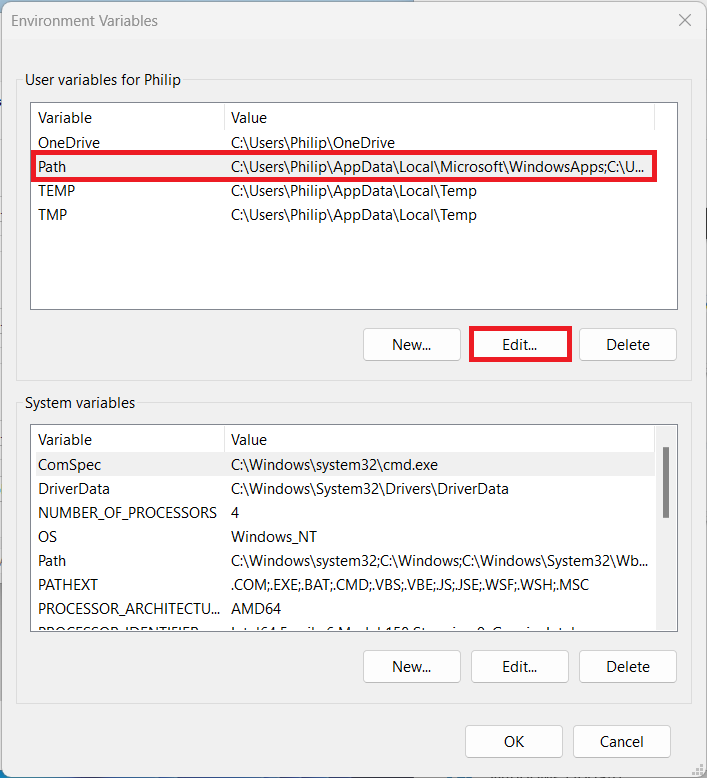 Environment Variables
User variables for Philip
Variable Value
OneDrive C:\Users\Philip\OneDrive
Path C:\Users\Philip\AppData\Local\Microsoft\WindowsApps;C:\U...
TEMP C:\Users\Philip\AppData\Local\Temp
TMP C:\Users\Philip\AppData\Local\Temp
New... Edit... Delete
System variables
Variable Value
ComSpec C:\Windows\system32\cmd.exe
DriverData C:\Windows\System32\Drivers\DriverData
NUMBER_OF_PROCESSORS 4
OS Windows_NT
Path C:\Windows\system32;C:\Windows;C:\Windows\System32\Wb...
PATHEXT .COM;.EXE;.BAT;.CMD;.VBS;.VBE;.JS;.JSE;.WSF;.WSH;.MSC
PROCESSOR_ARCHITECTU... AMD64
PROCESSOR_IDENTIFIER
New... Edit... Delete
OK Cancel